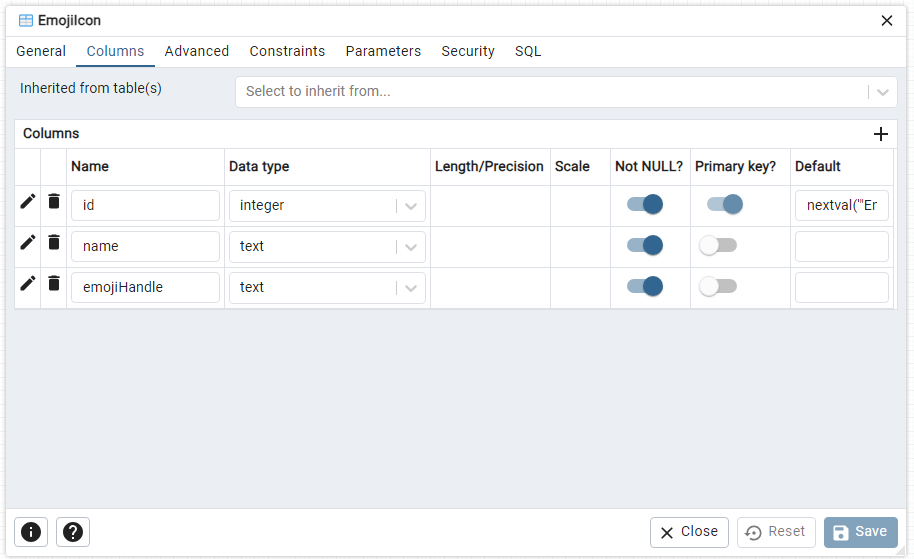 EmojiIcon
General Columns Advanced Constraints Parameters Security SQL
Inherited from table(s) Select to inherit from...
Columns
Name Data type Length/Precision Scale Not NULL? Primary key? Default
id integer nextval('"Er
name text
emojiHandle text
Close Reset Save